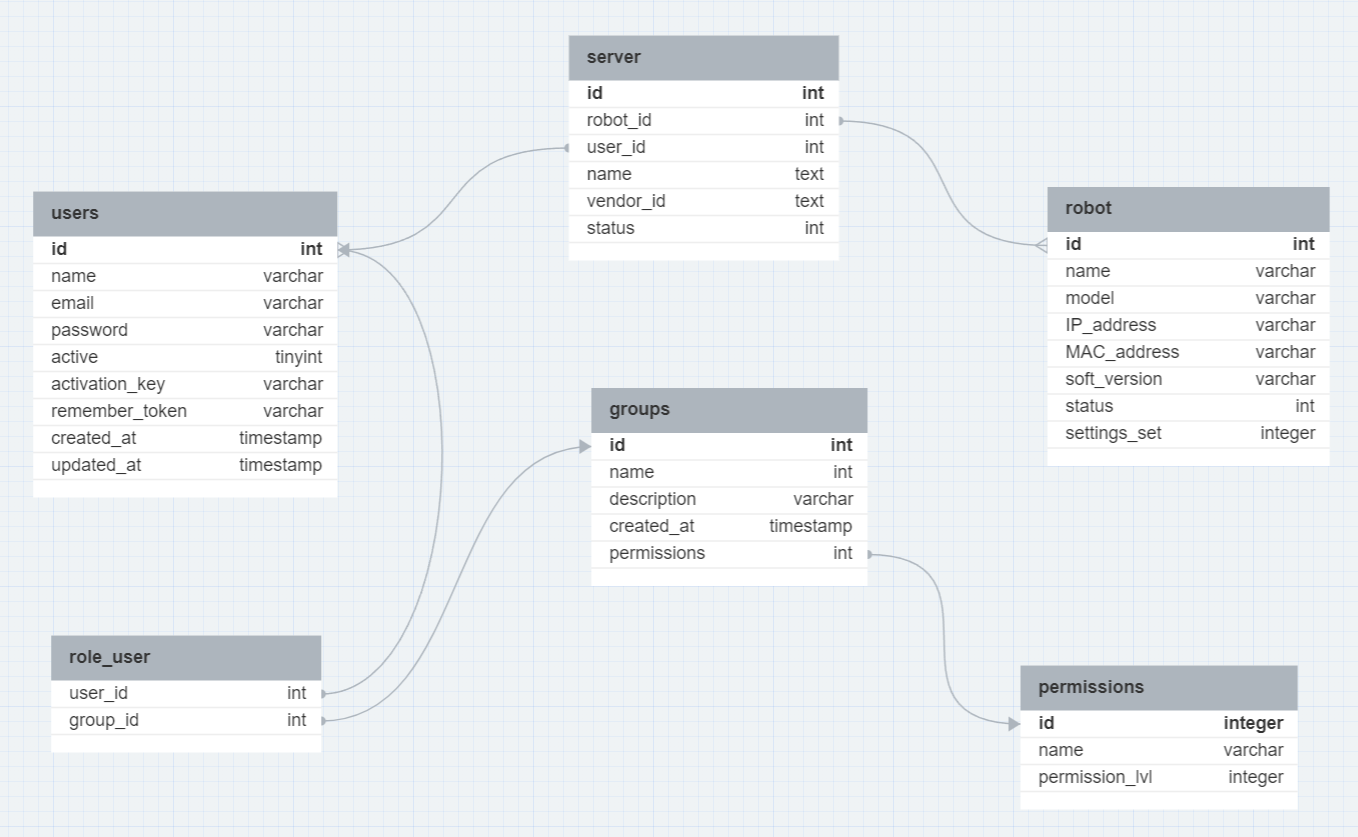 server
id int
robot_id int
user_id int
name text
vendor_id text
status int
users
id int
name varchar
email varchar
password varchar
active tinyint
activation_key varchar
remember_token varchar
created_at timestamp
updated_at timestamp
robot
id int
name varchar
model varchar
IP_address varchar
MAC_address varchar
soft_version varchar
status int
settings_set integer
groups
id int
name int
description varchar
created_at timestamp
permissions int
role_user
user_id int
group_id int
permissions
id integer
name varchar
permission_lvl integer